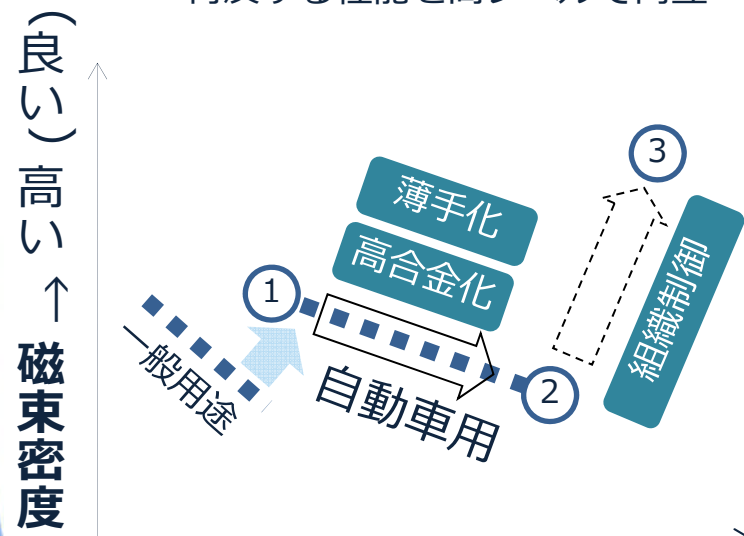 磁束密度→高い(良い)
①
薄手化
高合金化
③
組織制御
一般用途
自動車用
②